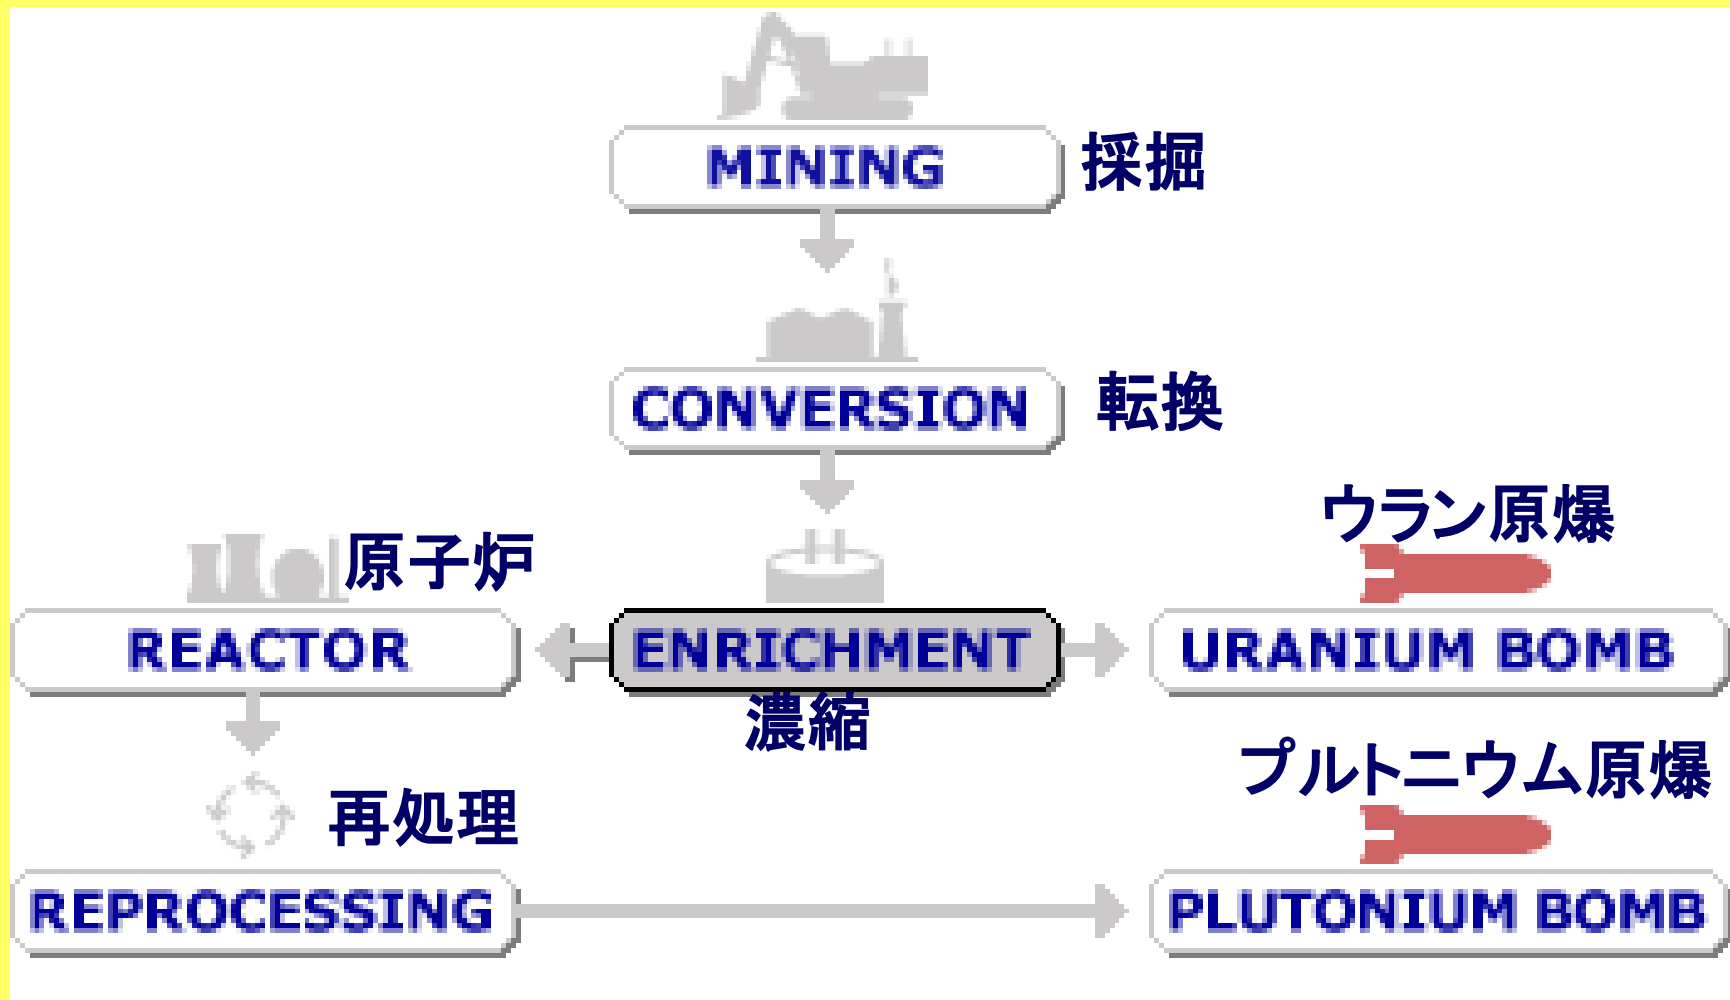 MINING 採掘
CONVERSION 転換
ウラン原爆
原子炉
REACTOR ENRICHMENT URANIUM BOMB
濃縮
プルトニウム原爆
再処理
REPROCESSING PLUTONIUM BOMB